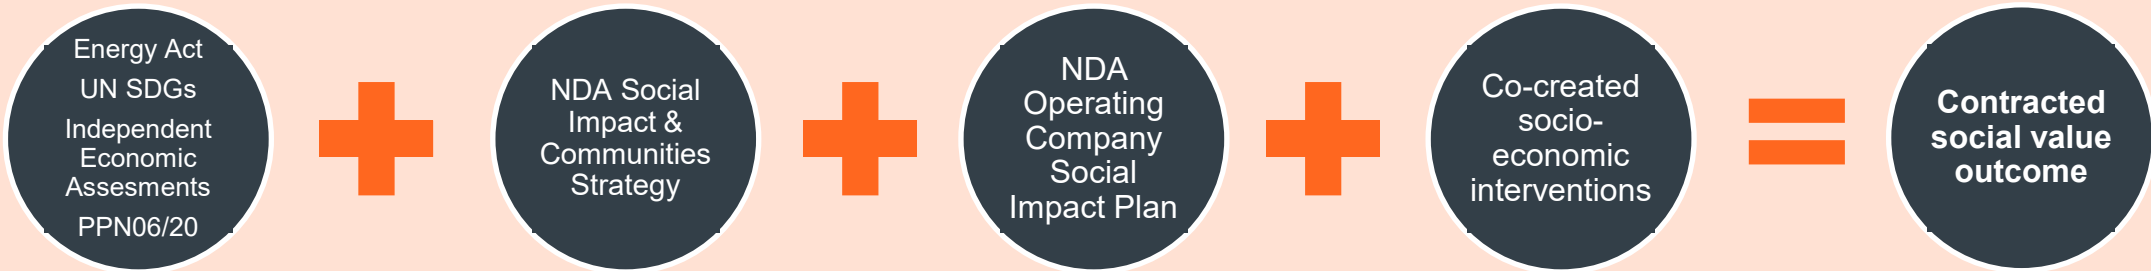 Energy Act
UN SDGs
Independent
Economic
Assesments
PPN06/20
NDA Social
Impact &
Communities
Strategy
NDA
Operating
Company
Social
Impact Plan
Co-created
socio-
economic
interventions
Contracted
social value
outcome